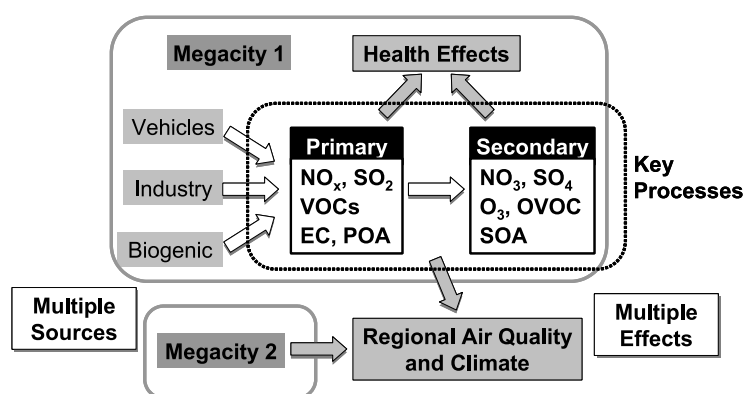 Megacity 1
Health Effects
Vehicles
Industry
Biogenic
Primary
NOx, SO2
VOCs
EC, POA
Secondary
NO3, SO4
O3, OVOC
SOA
Key
Processes
Multiple
Sources
Megacity 2
Regional Air Quality
and Climate
Multiple
Effects